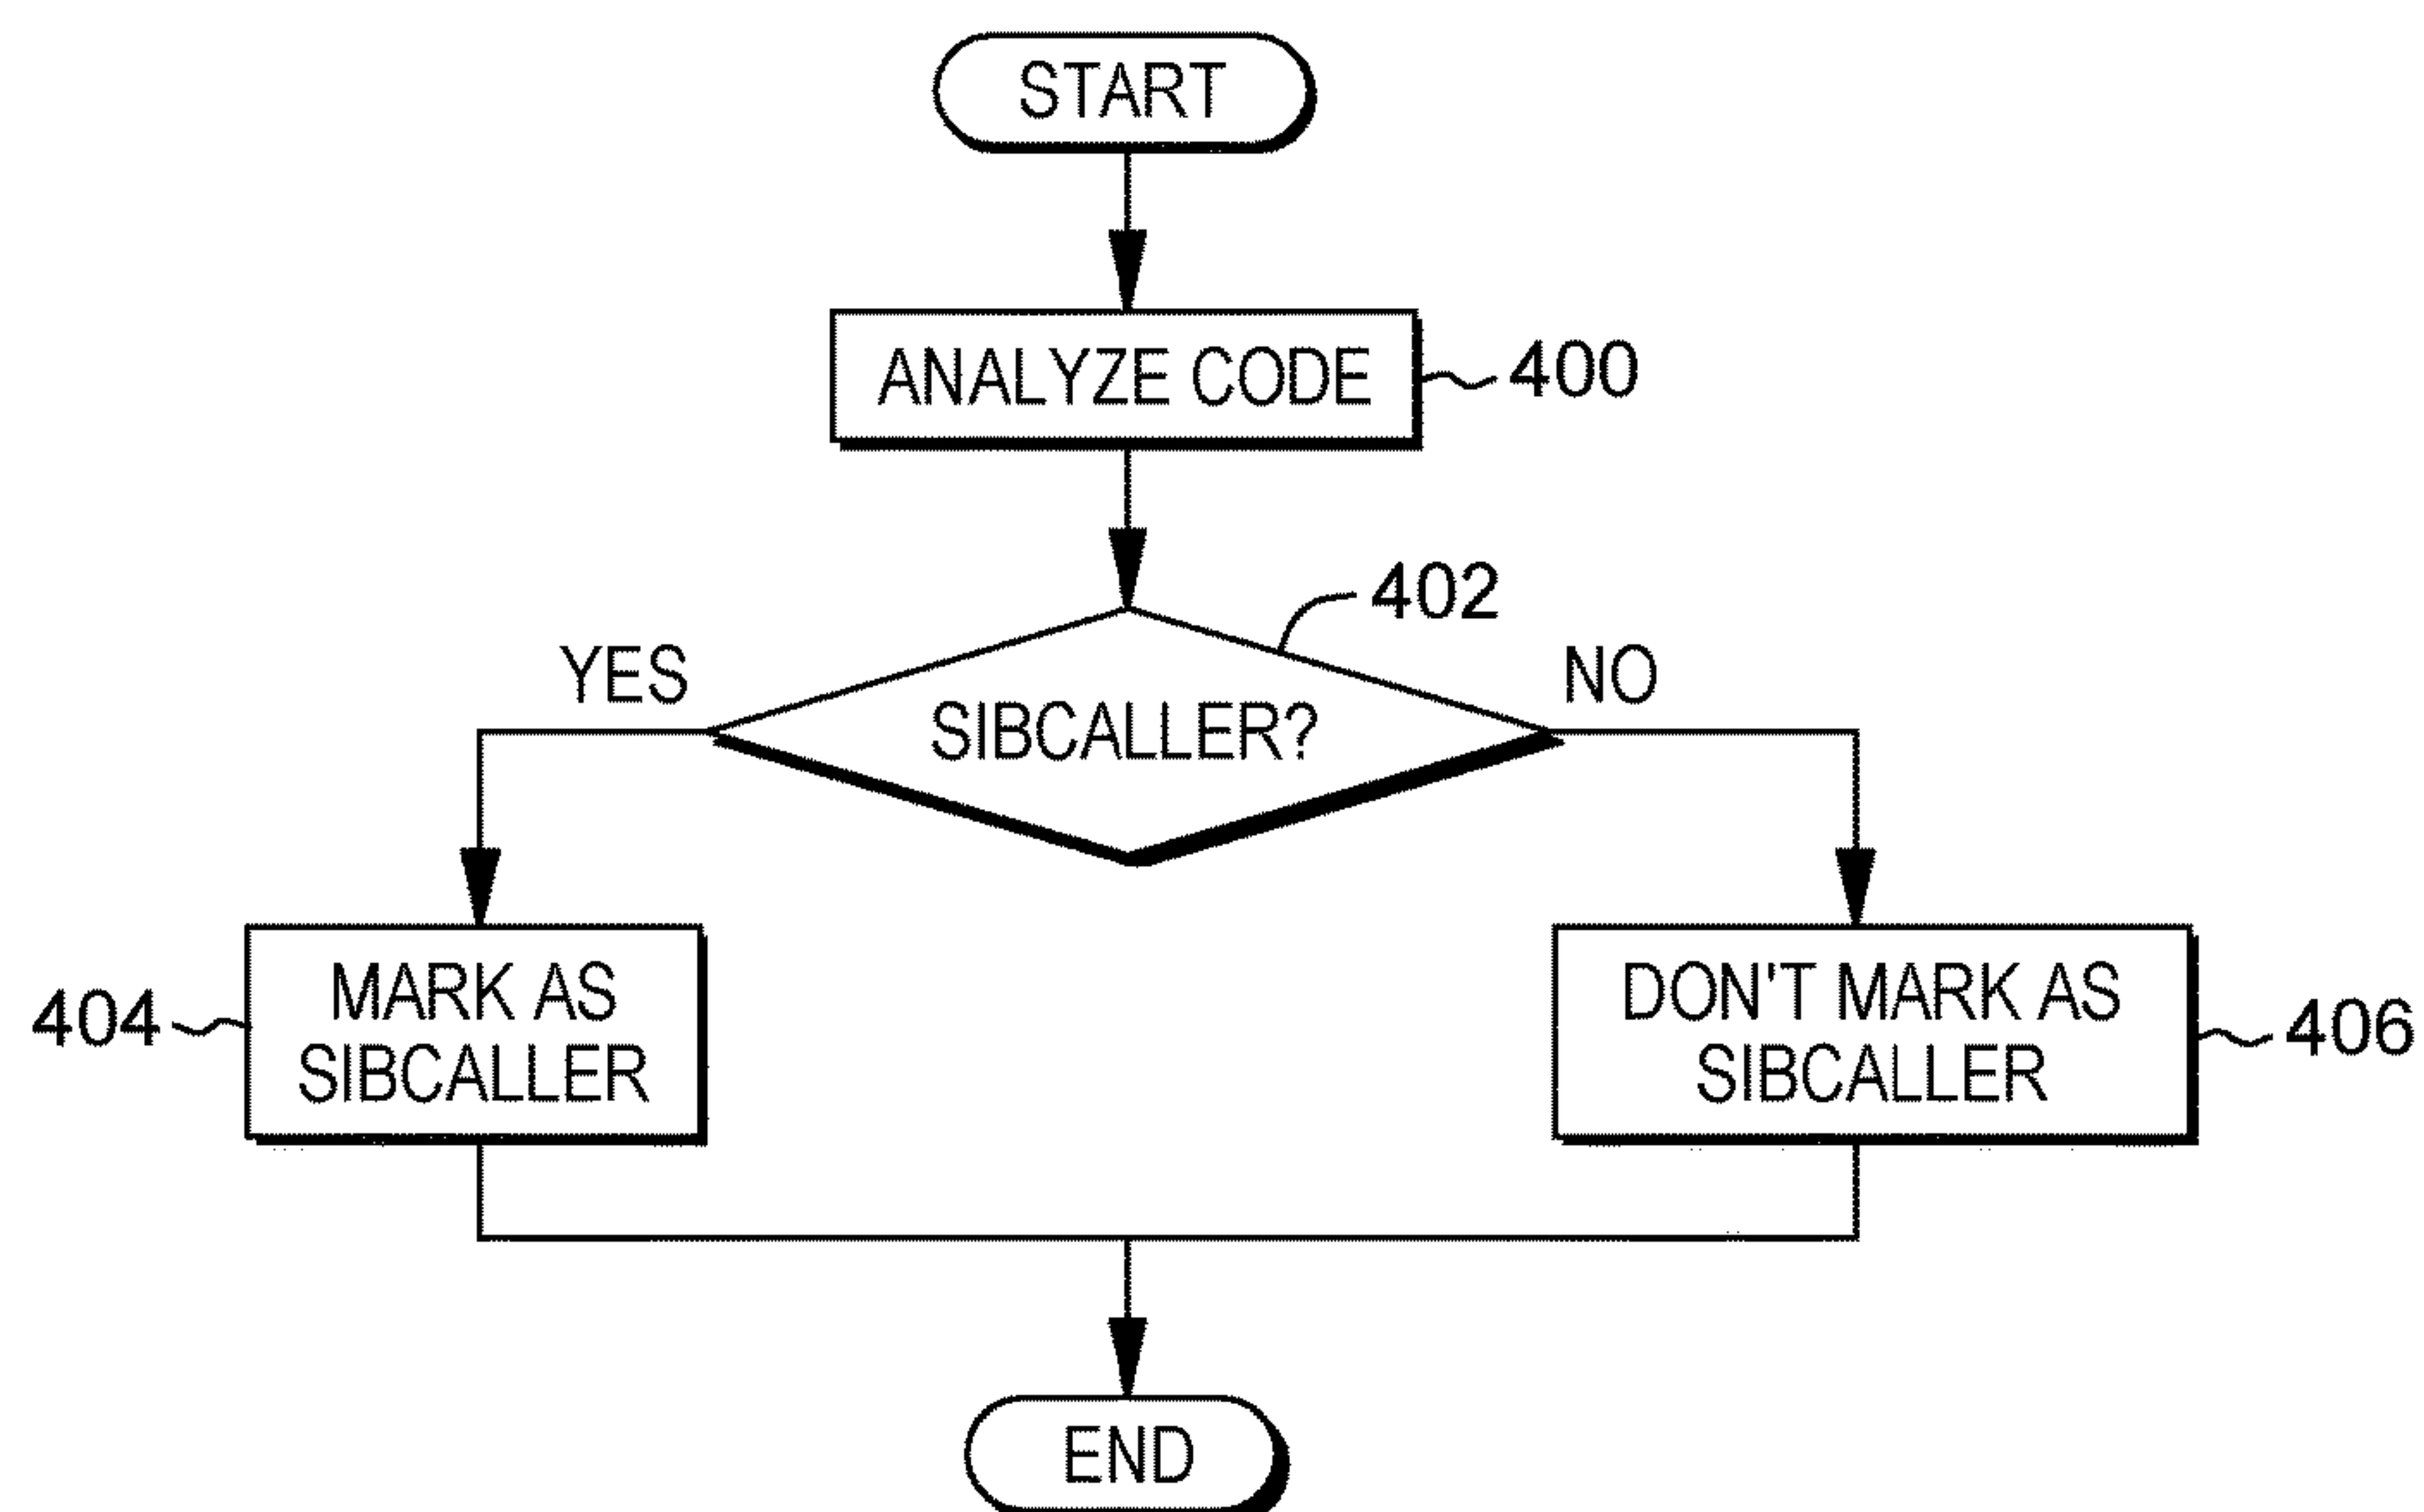 START
ANALYZE CODE
400
402
YES
NO
SIBCALLER?
404
MARK AS
SIBCALLER
DON'T MARK AS
SIBCALLER
406
END